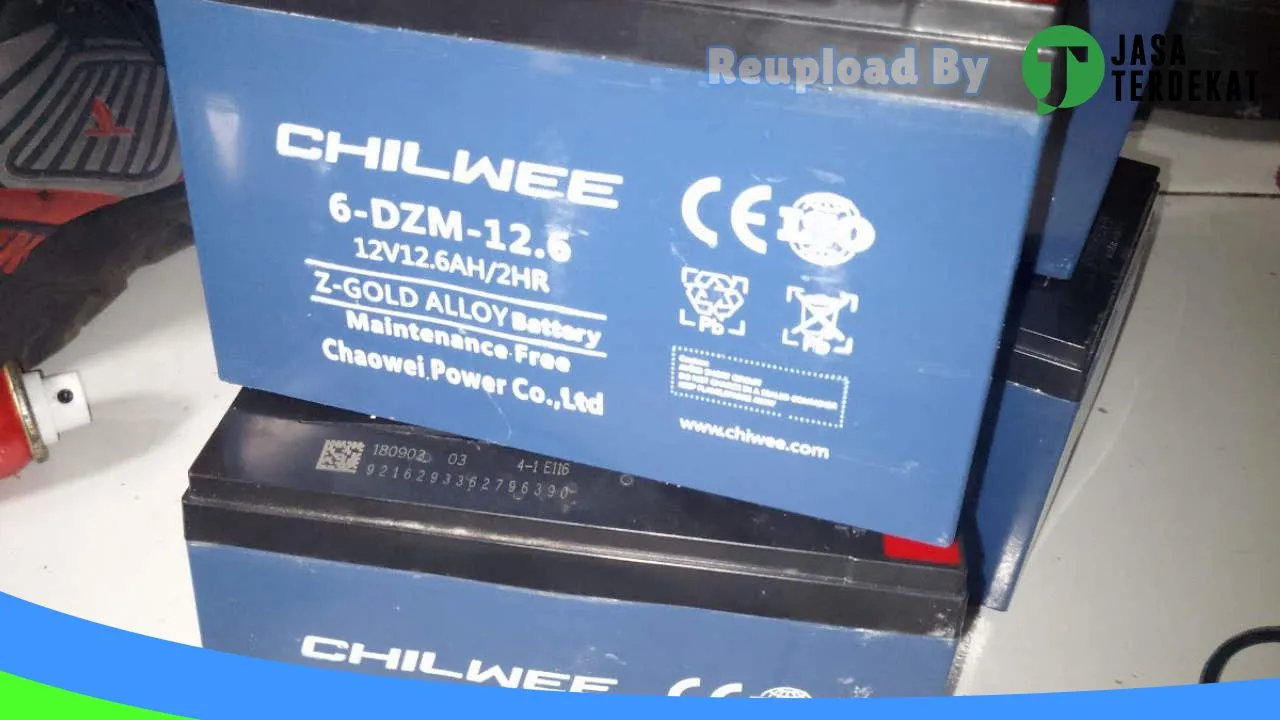 Reupload By
JASA
TERDEKAT
CHILWEE
6-DZM-12.6
12V12.6AH/2HR
Z-GOLD ALLOY Battery
Maintenance Free
Chaowei Power Co.,Ltd
CE
Pb
Pb
www.chiwee.com
180902 03 4-1 E116
9216293362796390
CHILWEE